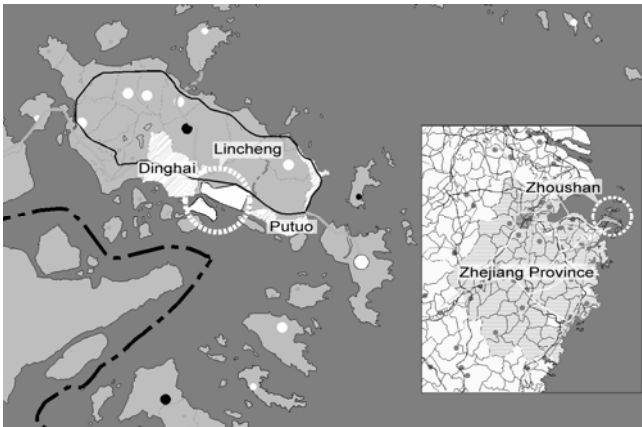 Lincheng
Dinghai
Putuo
Zhoushan
Zhejiang Province